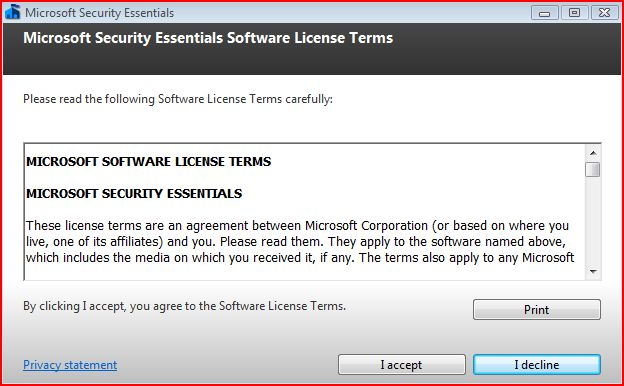 Microsoft Security Essentials
Microsoft Security Essentials Software License Terms
Please read the following Software License Terms carefully:
MICROSOFT SOFTWARE LICENSE TERMS
MICROSOFT SECURITY ESSENTIALS
These license terms are an agreement between Microsoft Corporation (or based on where you
live, one of its affiliates) and you. Please read them. They apply to the software named above,
which includes the media on which you received it, if any. The terms also apply to any Microsoft
By clicking I accept, you agree to the Software License Terms.
Print
Privacy statement
I accept
I decline